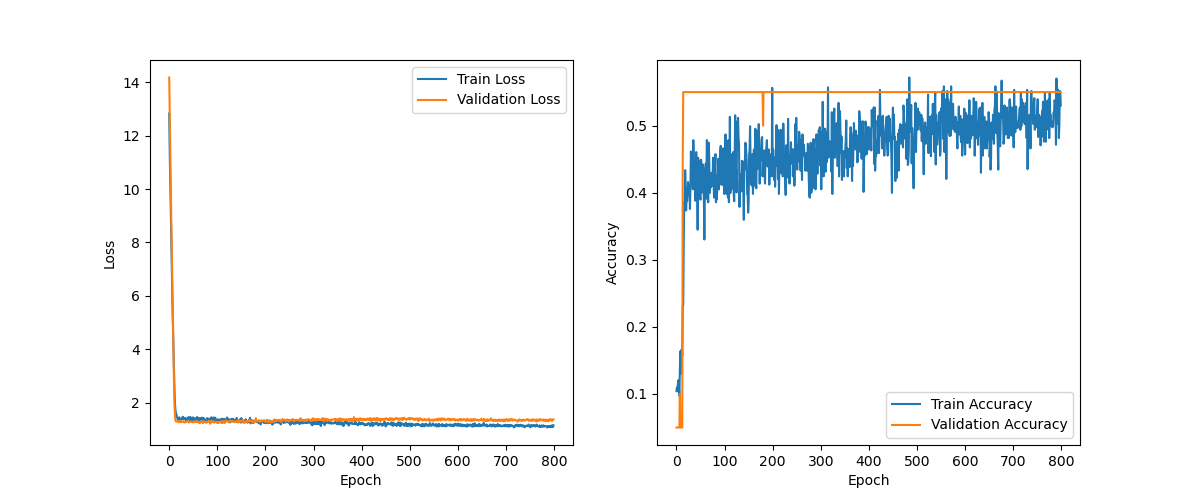 14
12
10
8
6
4
2
Loss
0 100 200 300 400 500 600 700 800
Epoch
Train Loss
Validation Loss
0.5
0.4
0.3
0.2
0.1
Accuracy
0 100 200 300 400 500 600 700 800
Epoch
Train Accuracy
Validation Accuracy